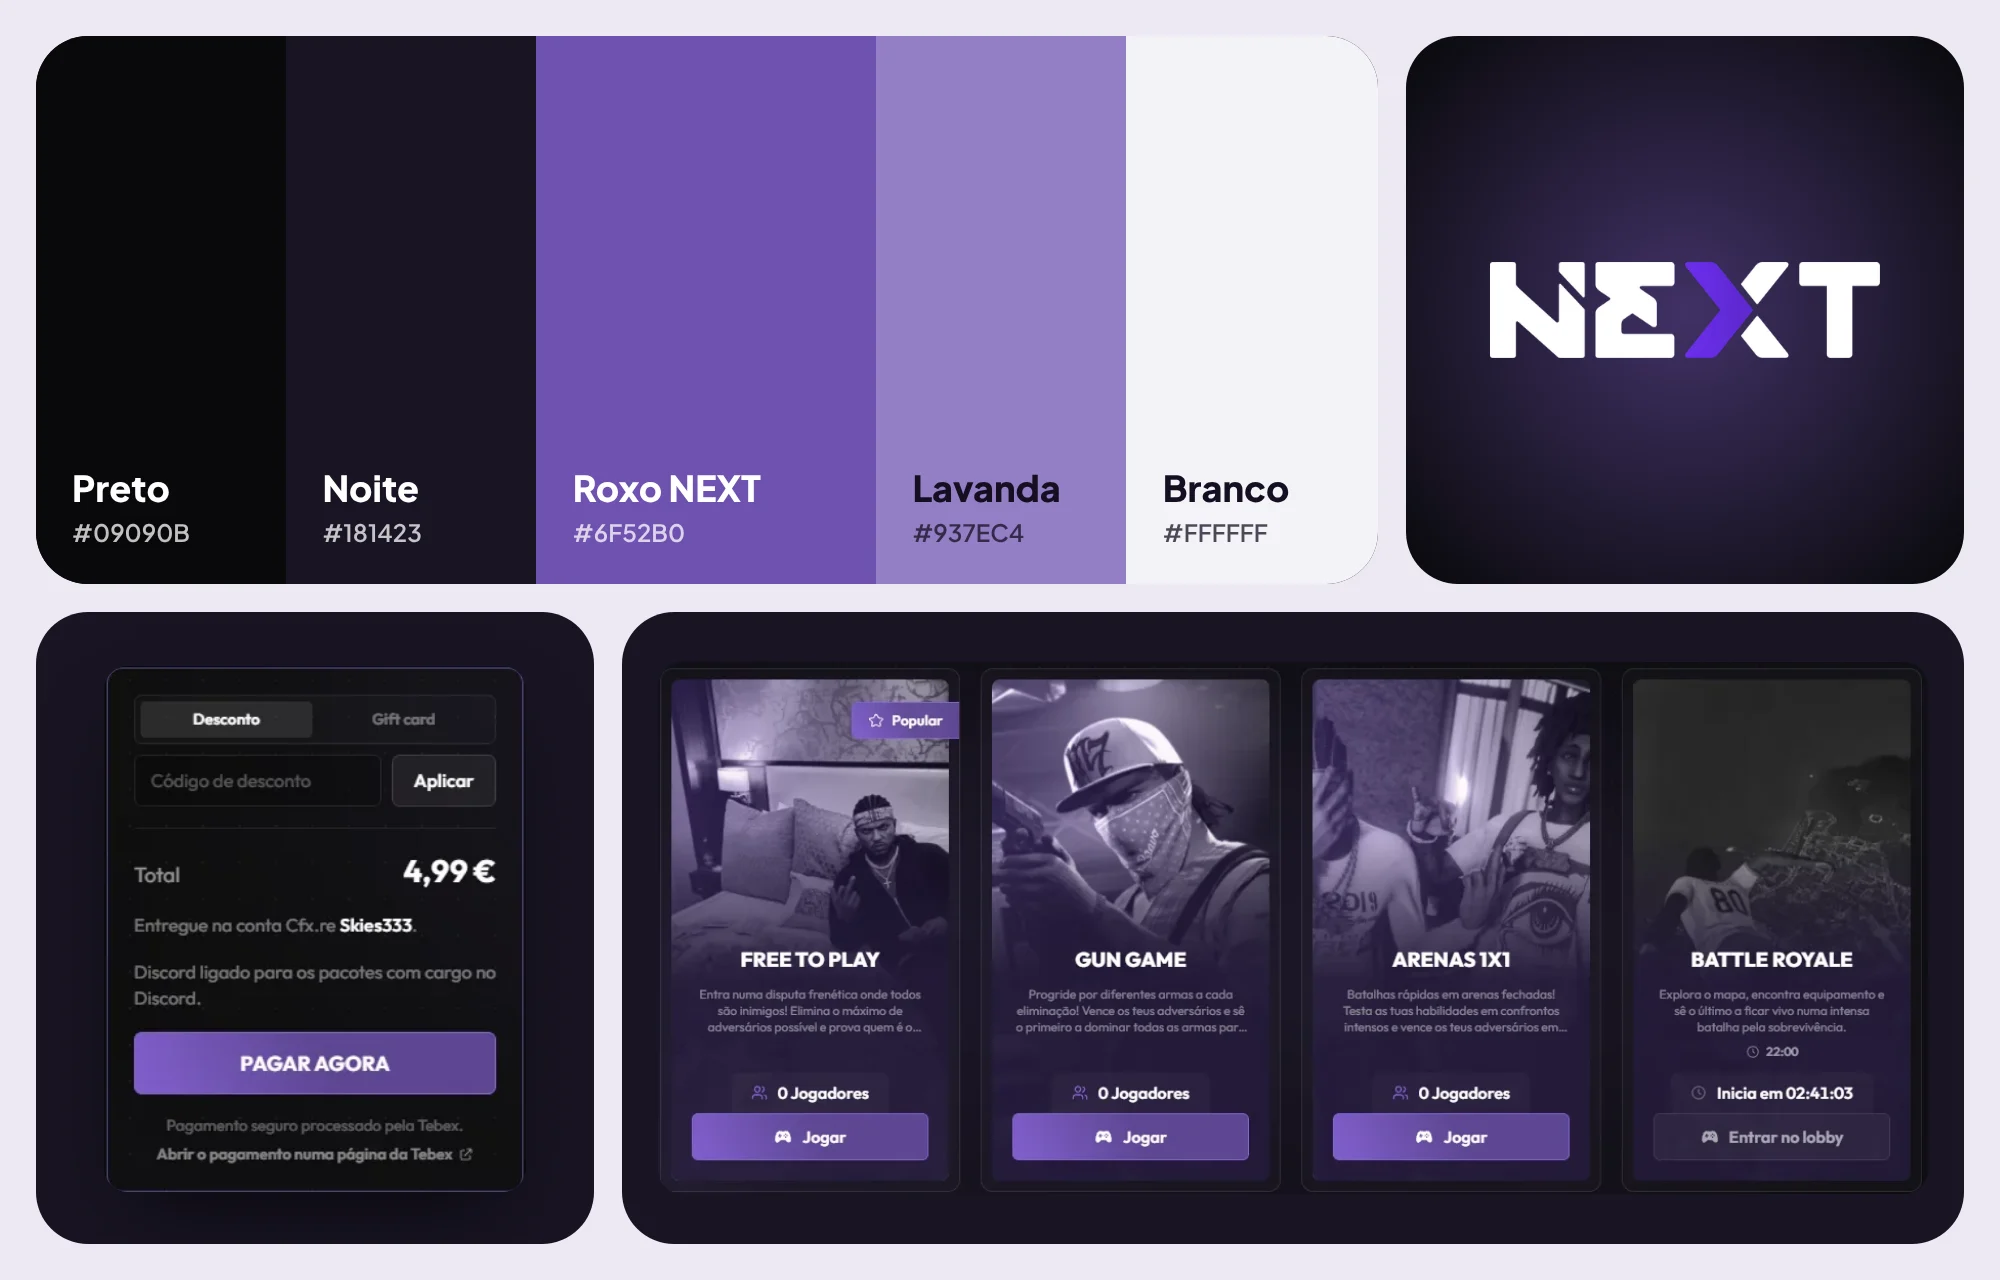 Preto
#09090B
Noite
#181423
Roxo NEXT
#6F52B0
Lavanda
#937EC4
Branco
#FFFFFF
NEXT
Desconto
Gift card
Código de desconto
Aplicar
Total
4,99 €
Entregue na conta Cfx.re Skies333.
Discord ligado para os pacotes com cargo no
Discord.
PAGAR AGORA
Pagamento seguro processado pela Tebex.
Abrir o pagamento numa página da Tebex
Popular
FREE TO PLAY
Entra numa disputa frenética onde todos
são inimigos! Elimina o máximo de
adversários possível e prova quem é o...
0 Jogadores
Jogar
GUN GAME
Progride por diferentes armas a cada
eliminação! Vence os teus adversários e sê
o primeiro a dominar todas as armas par...
0 Jogadores
Jogar
ARENAS 1X1
Batalhas rápidas em arenas fechadas!
Testa as tuas habilidades em confrontos
intensos e vence os teus adversários em...
0 Jogadores
Jogar
80
BATTLE ROYALE
Explora o mapa, encontra equipamento e
sê o último a ficar vivo numa intensa
batalha pela sobrevivência.
22:00
Inicia em 02:41:03
Entrar no lobby